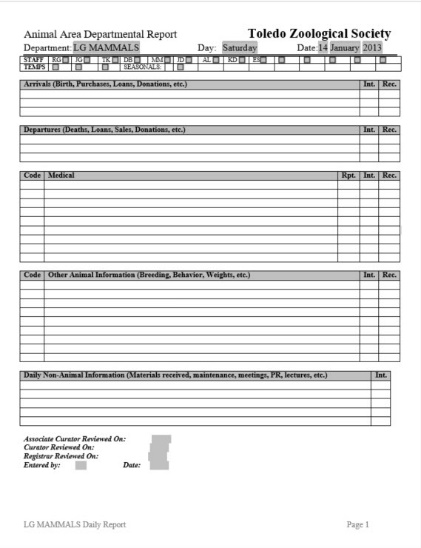 Animal Area Departmental Report Toledo Zoological Society
Department: LG MAMMALS Day: Saturday Date: 14 January 2013
STAFF RG JG TK DB MM JD AL KD ES
TEMPS SEASONALS:
Arrivals (Birth, Purchases, Loans, Donations, etc.) Int. Rec.
Departures (Deaths, Loans, Sales, Donations, etc.) Int. Rec.
Code Medical Rpt. Int. Rec.
Code Other Animal Information (Breeding, Behavior, Weights, etc.) Int. Rec.
Daily Non-Animal Information (Materials received, maintenance, meetings, PR, lectures, etc.) Int.
Associate Curator Reviewed On:
Curator Reviewed On:
Registrar Reviewed On:
Entered by: Date:
LG MAMMALS Daily Report Page 1